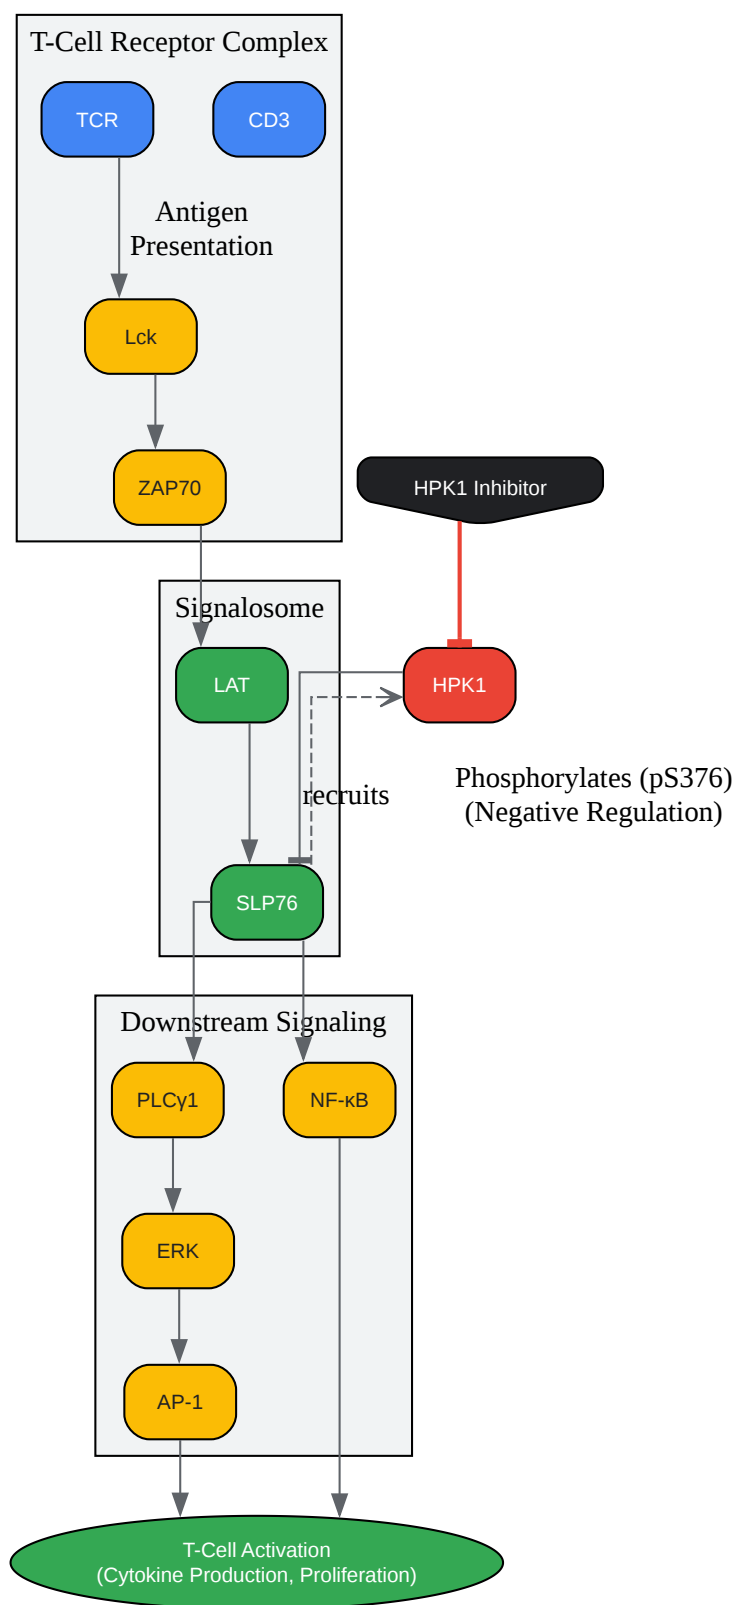 T-Cell Receptor Complex
TCR
CD3
Antigen
Presentation
Lck
ZAP70
HPK1 Inhibitor
Signalosome
LAT
HPK1
recruits
Phosphorylates (pS376)
(Negative Regulation)
SLP76
Downstream Signaling
PLCγ1
NF-κB
ERK
AP-1
T-Cell Activation
(Cytokine Production, Proliferation)